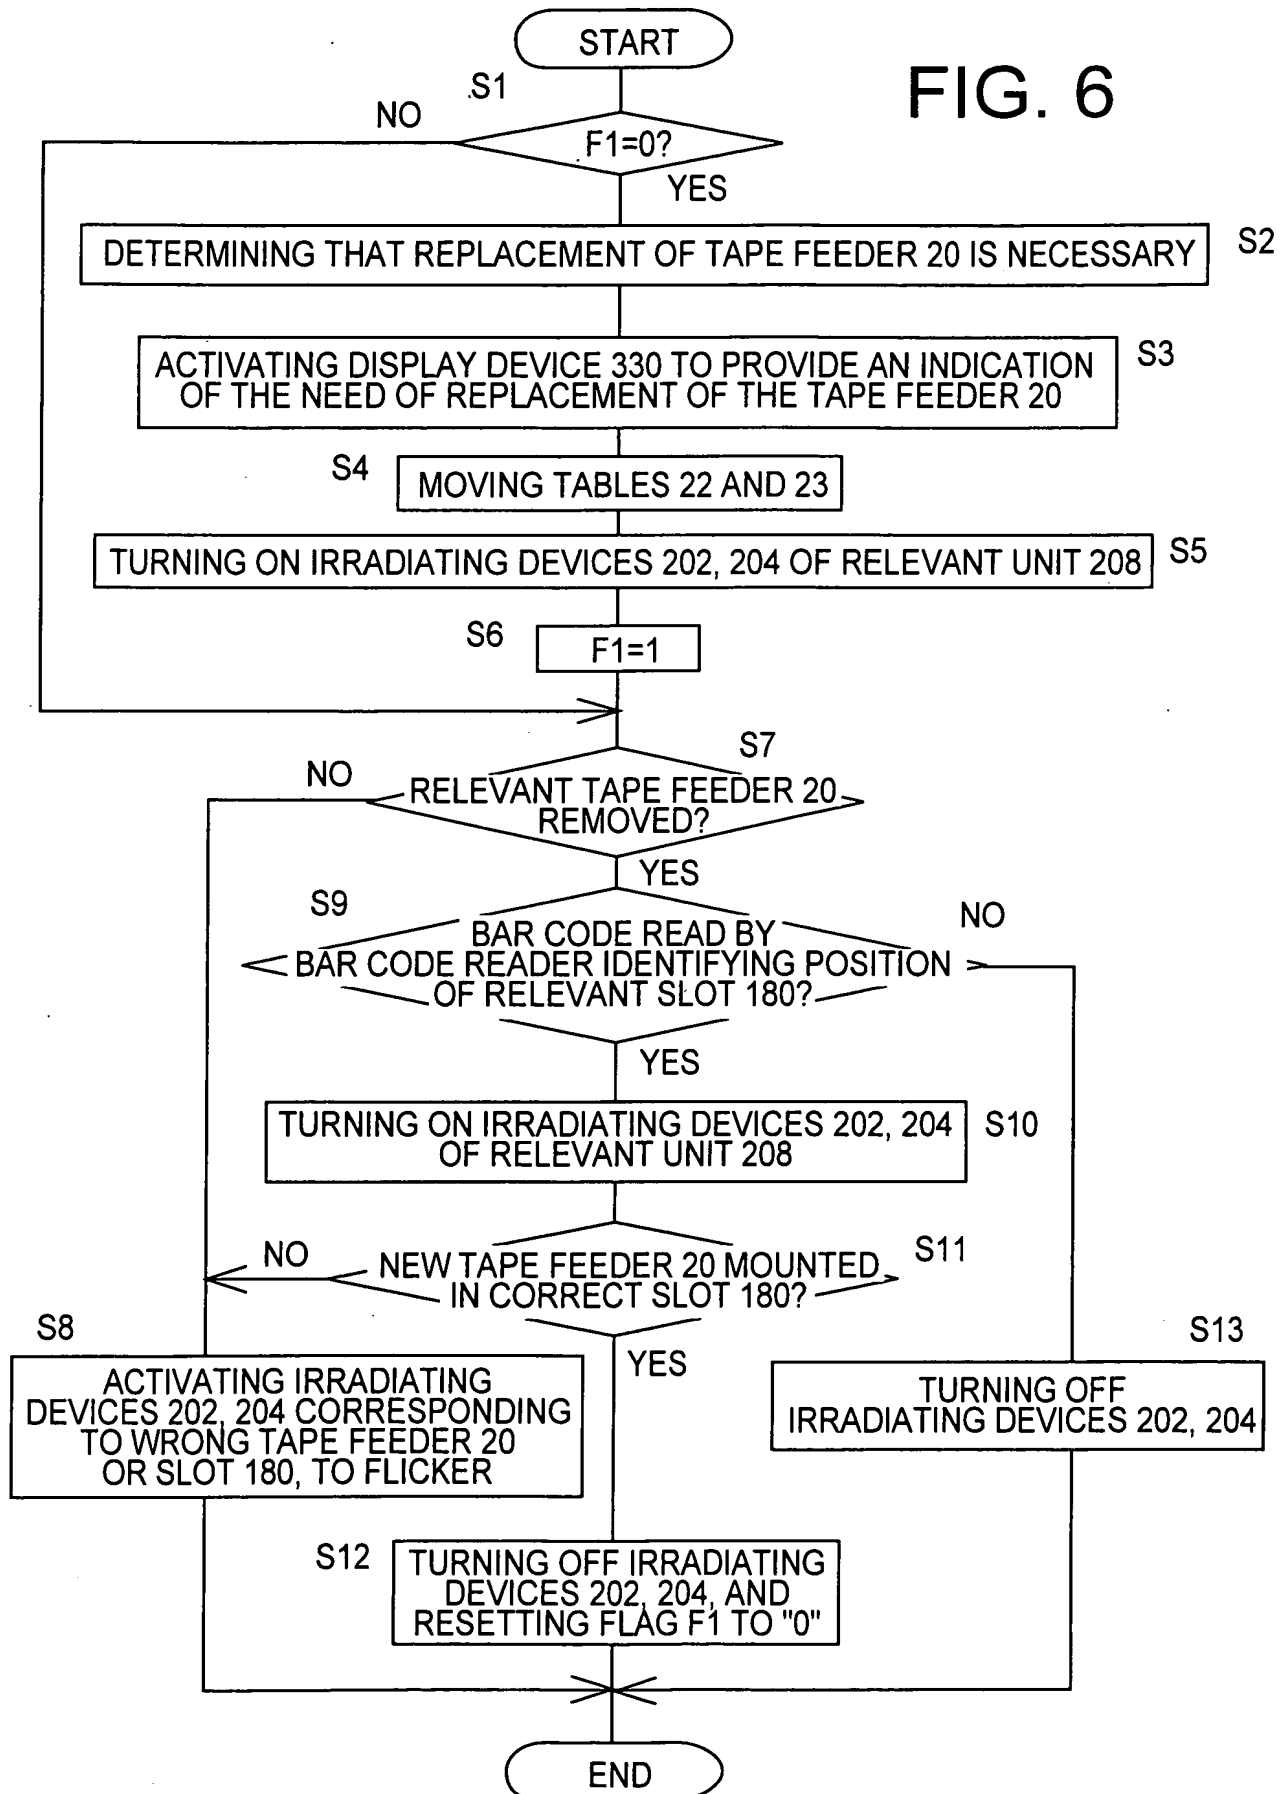 START
FIG. 6
S1
NO
F1=0?
YES
DETERMINING THAT REPLACEMENT OF TAPE FEEDER 20 IS NECESSARY
S2
ACTIVATING DISPLAY DEVICE 330 TO PROVIDE AN INDICATION
OF THE NEED OF REPLACEMENT OF THE TAPE FEEDER 20
S3
S4
MOVING TABLES 22 AND 23
TURNING ON IRRADIATING DEVICES 202, 204 OF RELEVANT UNIT 208
S5
S6
F1=1
S7
NO
RELEVANT TAPE FEEDER 20
REMOVED?
YES
S9
NO
BAR CODE READ BY
BAR CODE READER IDENTIFYING POSITION
OF RELEVANT SLOT 180?
YES
TURNING ON IRRADIATING DEVICES 202, 204
OF RELEVANT UNIT 208
S10
NO
NEW TAPE FEEDER 20 MOUNTED
IN CORRECT SLOT 180?
S11
S8
YES
S13
ACTIVATING IRRADIATING
DEVICES 202, 204 CORRESPONDING
TO WRONG TAPE FEEDER 20
OR SLOT 180, TO FLICKER
TURNING OFF
IRRADIATING DEVICES 202, 204
S12
TURNING OFF IRRADIATING
DEVICES 202, 204, AND
RESETTING FLAG F1 TO "0"
END